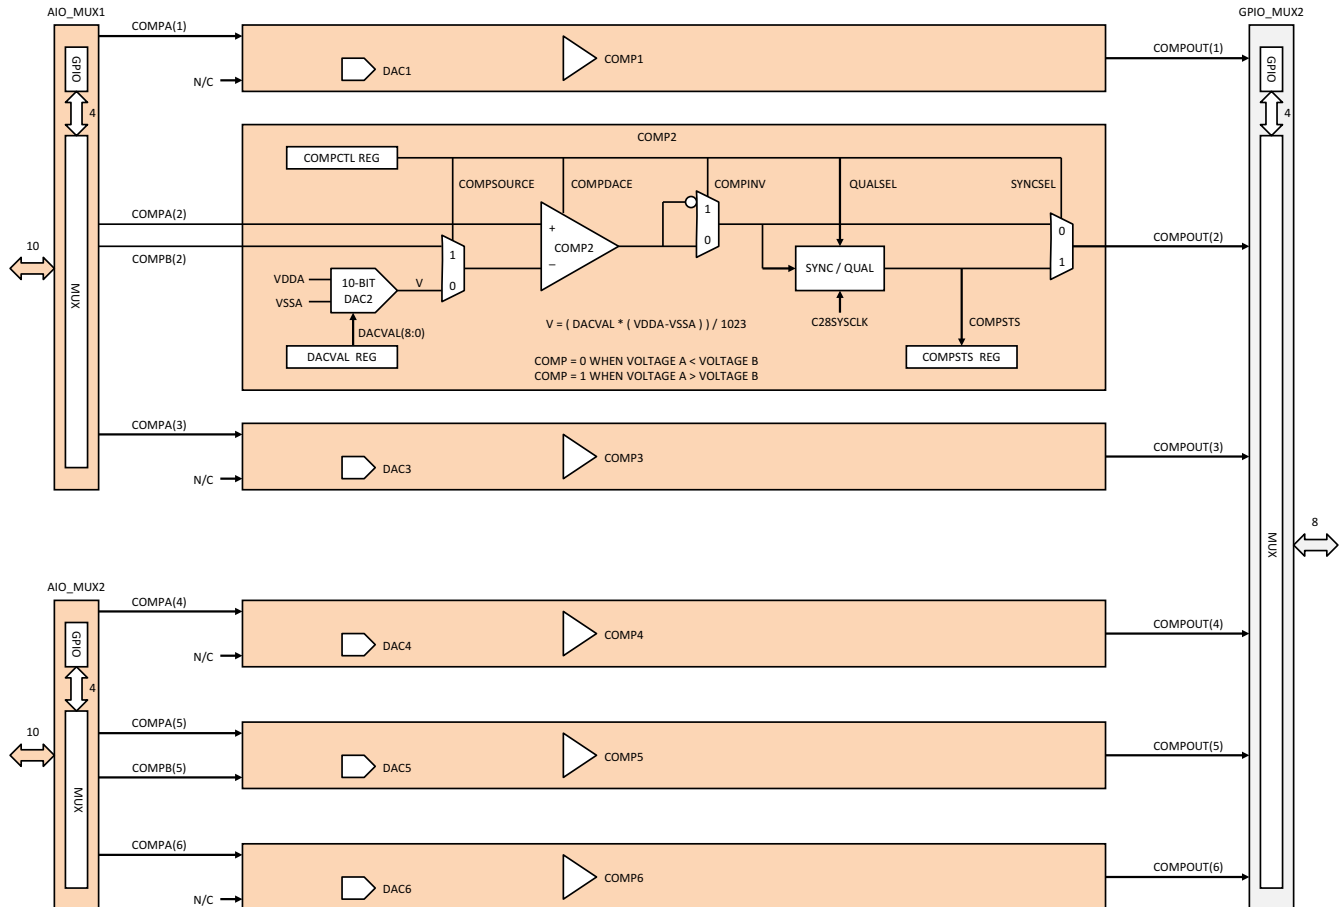 AIO_MUX1
GPIO_MUX2
COMPA(1)
GPIO
4
N/C
DAC1
COMP1
COMPOUT(1)
GPIO
4
COMP2
COMPCTL REG
COMPSOURCE
COMPDACE
COMPINV
QUALSEL
SYNCSEL
COMPA(2)
COMPB(2)
10
MUX
1
0
+
–
COMP2
1
0
SYNC / QUAL
0
1
COMPOUT(2)
VDDA
VSSA
10-BIT
DAC2
V
DACVAL(8:0)
DACVAL REG
V = ( DACVAL * ( VDDA-VSSA ) ) / 1023
C28SYSCLK
COMPSTS
COMPSTS REG
COMP = 0 WHEN VOLTAGE A < VOLTAGE B
COMP = 1 WHEN VOLTAGE A > VOLTAGE B
COMPA(3)
N/C
DAC3
COMP3
COMPOUT(3)
MUX
8
AIO_MUX2
COMPA(4)
GPIO
4
N/C
DAC4
COMP4
COMPOUT(4)
10
MUX
COMPA(5)
COMPB(5)
DAC5
COMP5
COMPOUT(5)
COMPA(6)
N/C
DAC6
COMP6
COMPOUT(6)